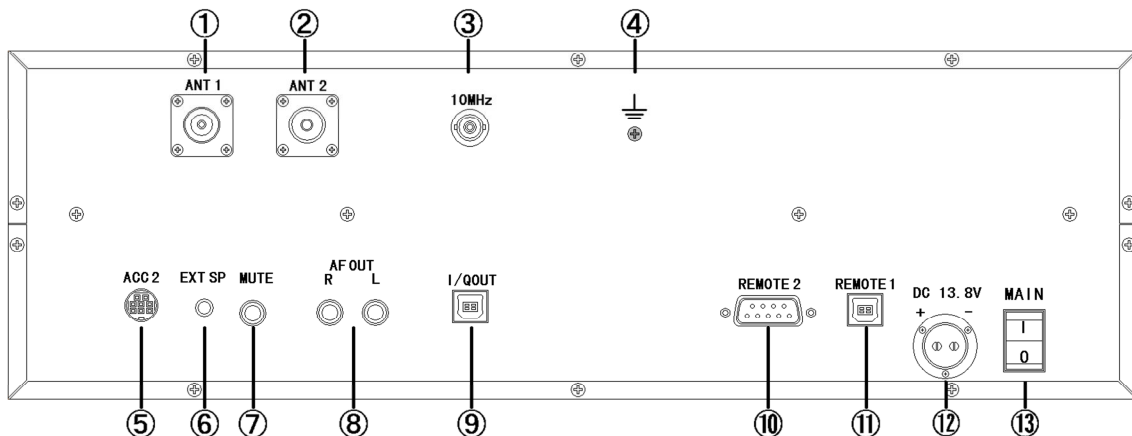 ① ② ③ ④
ANT 1 ANT 2 10MHz
ACC 2 EXT SP MUTE AF OUT I/QOUT REMOTE 2 REMOTE 1 DC 13.8V MAIN
R L + -
I
O
⑤ ⑥ ⑦ ⑧ ⑨ ⑩ ⑪ ⑫ ⑬